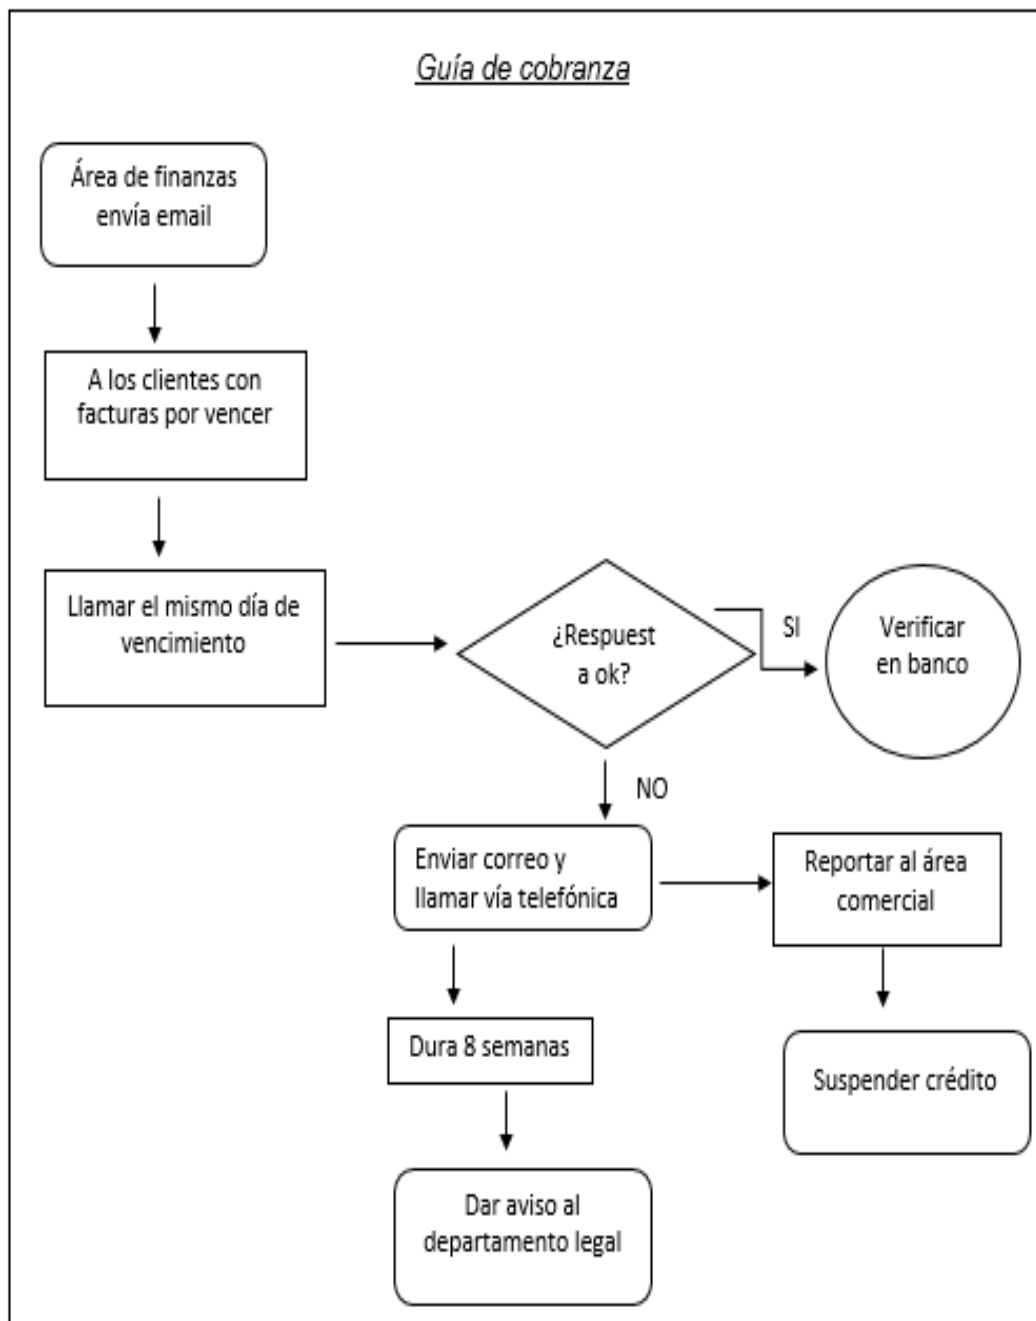 Guía de cobranza
Área de finanzas
envía email
A los clientes con
facturas por vencer
Llamar el mismo día de
vencimiento
¿Respuest
a ok?
SI
Verificar
en banco
NO
Enviar correo y
llamar vía telefónica
Reportar al área
comercial
Dura 8 semanas
Suspender crédito
Dar aviso al
departamento legal